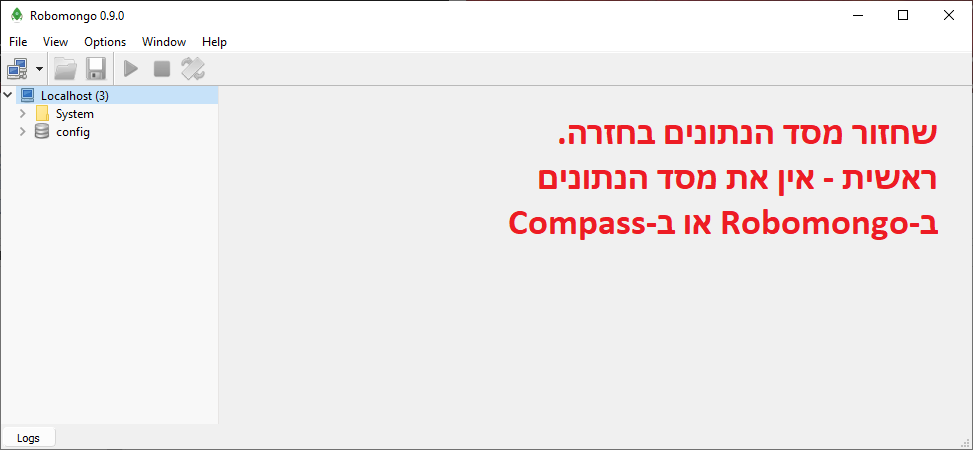 Robomongo 0.9.0
File View Options Window Help
Localhost (3)
System
config
שחזור מסד הנתונים בחזרה.
ראשית - אין את מסד הנתונים
ב-Robomongo או ב-Compass
Logs